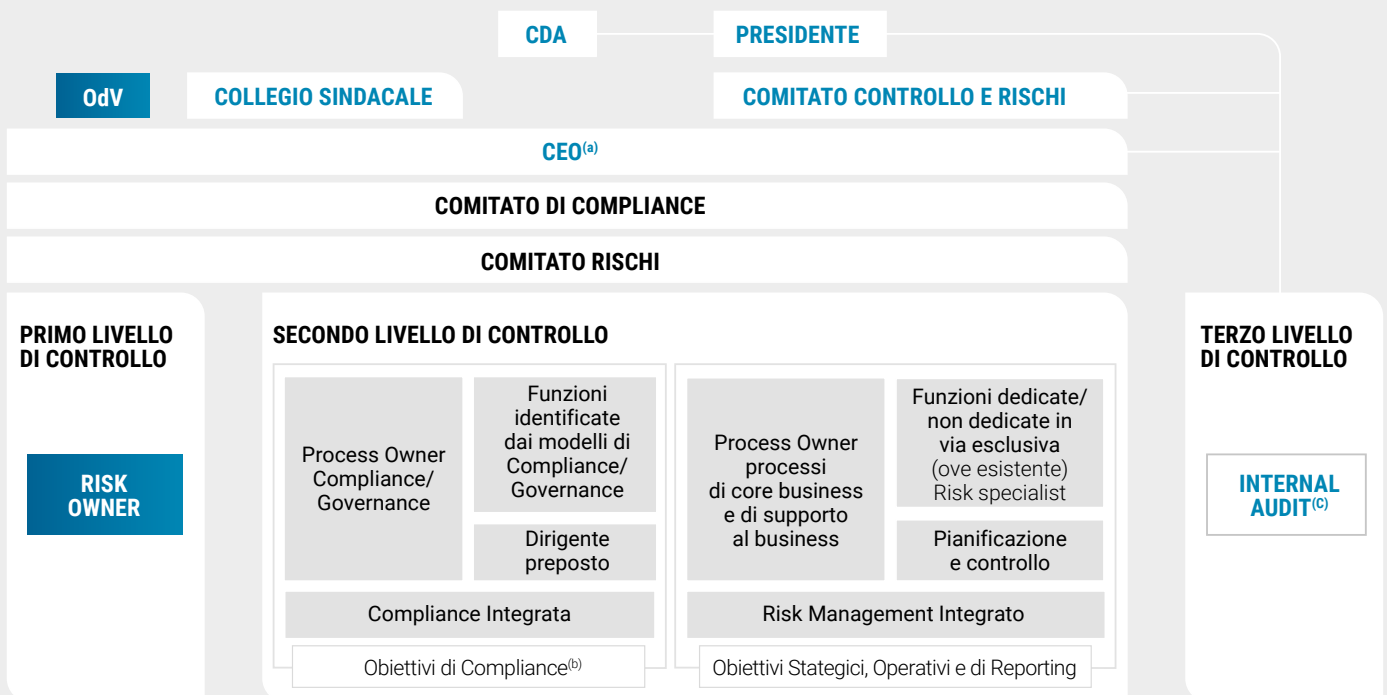 CDA
PRESIDENTE
OdV
COLLEGIO SINDACALE
COMITATO CONTROLLO E RISCHI
CEO(a)
COMITATO DI COMPLIANCE
COMITATO RISCHI
PRIMO LIVELLO
DI CONTROLLO
RISK
OWNER
SECONDO LIVELLO DI CONTROLLO
Process Owner
Compliance/
Governance
Funzioni
identificate
dai modelli di
Compliance/
Governance
Dirigente
preposto
Compliance Integrata
Obiettivi di Compliance(b)
Process Owner
processi
di core business
e di supporto
al business
Funzioni dedicate/
non dedicate in
via esclusiva
(ove esistente)
Risk specialist
Pianificazione
e controllo
Risk Management Integrato
Obiettivi Stategici, Operativi e di Reporting
TERZO LIVELLO
DI CONTROLLO
INTERNAL
AUDIT(C)